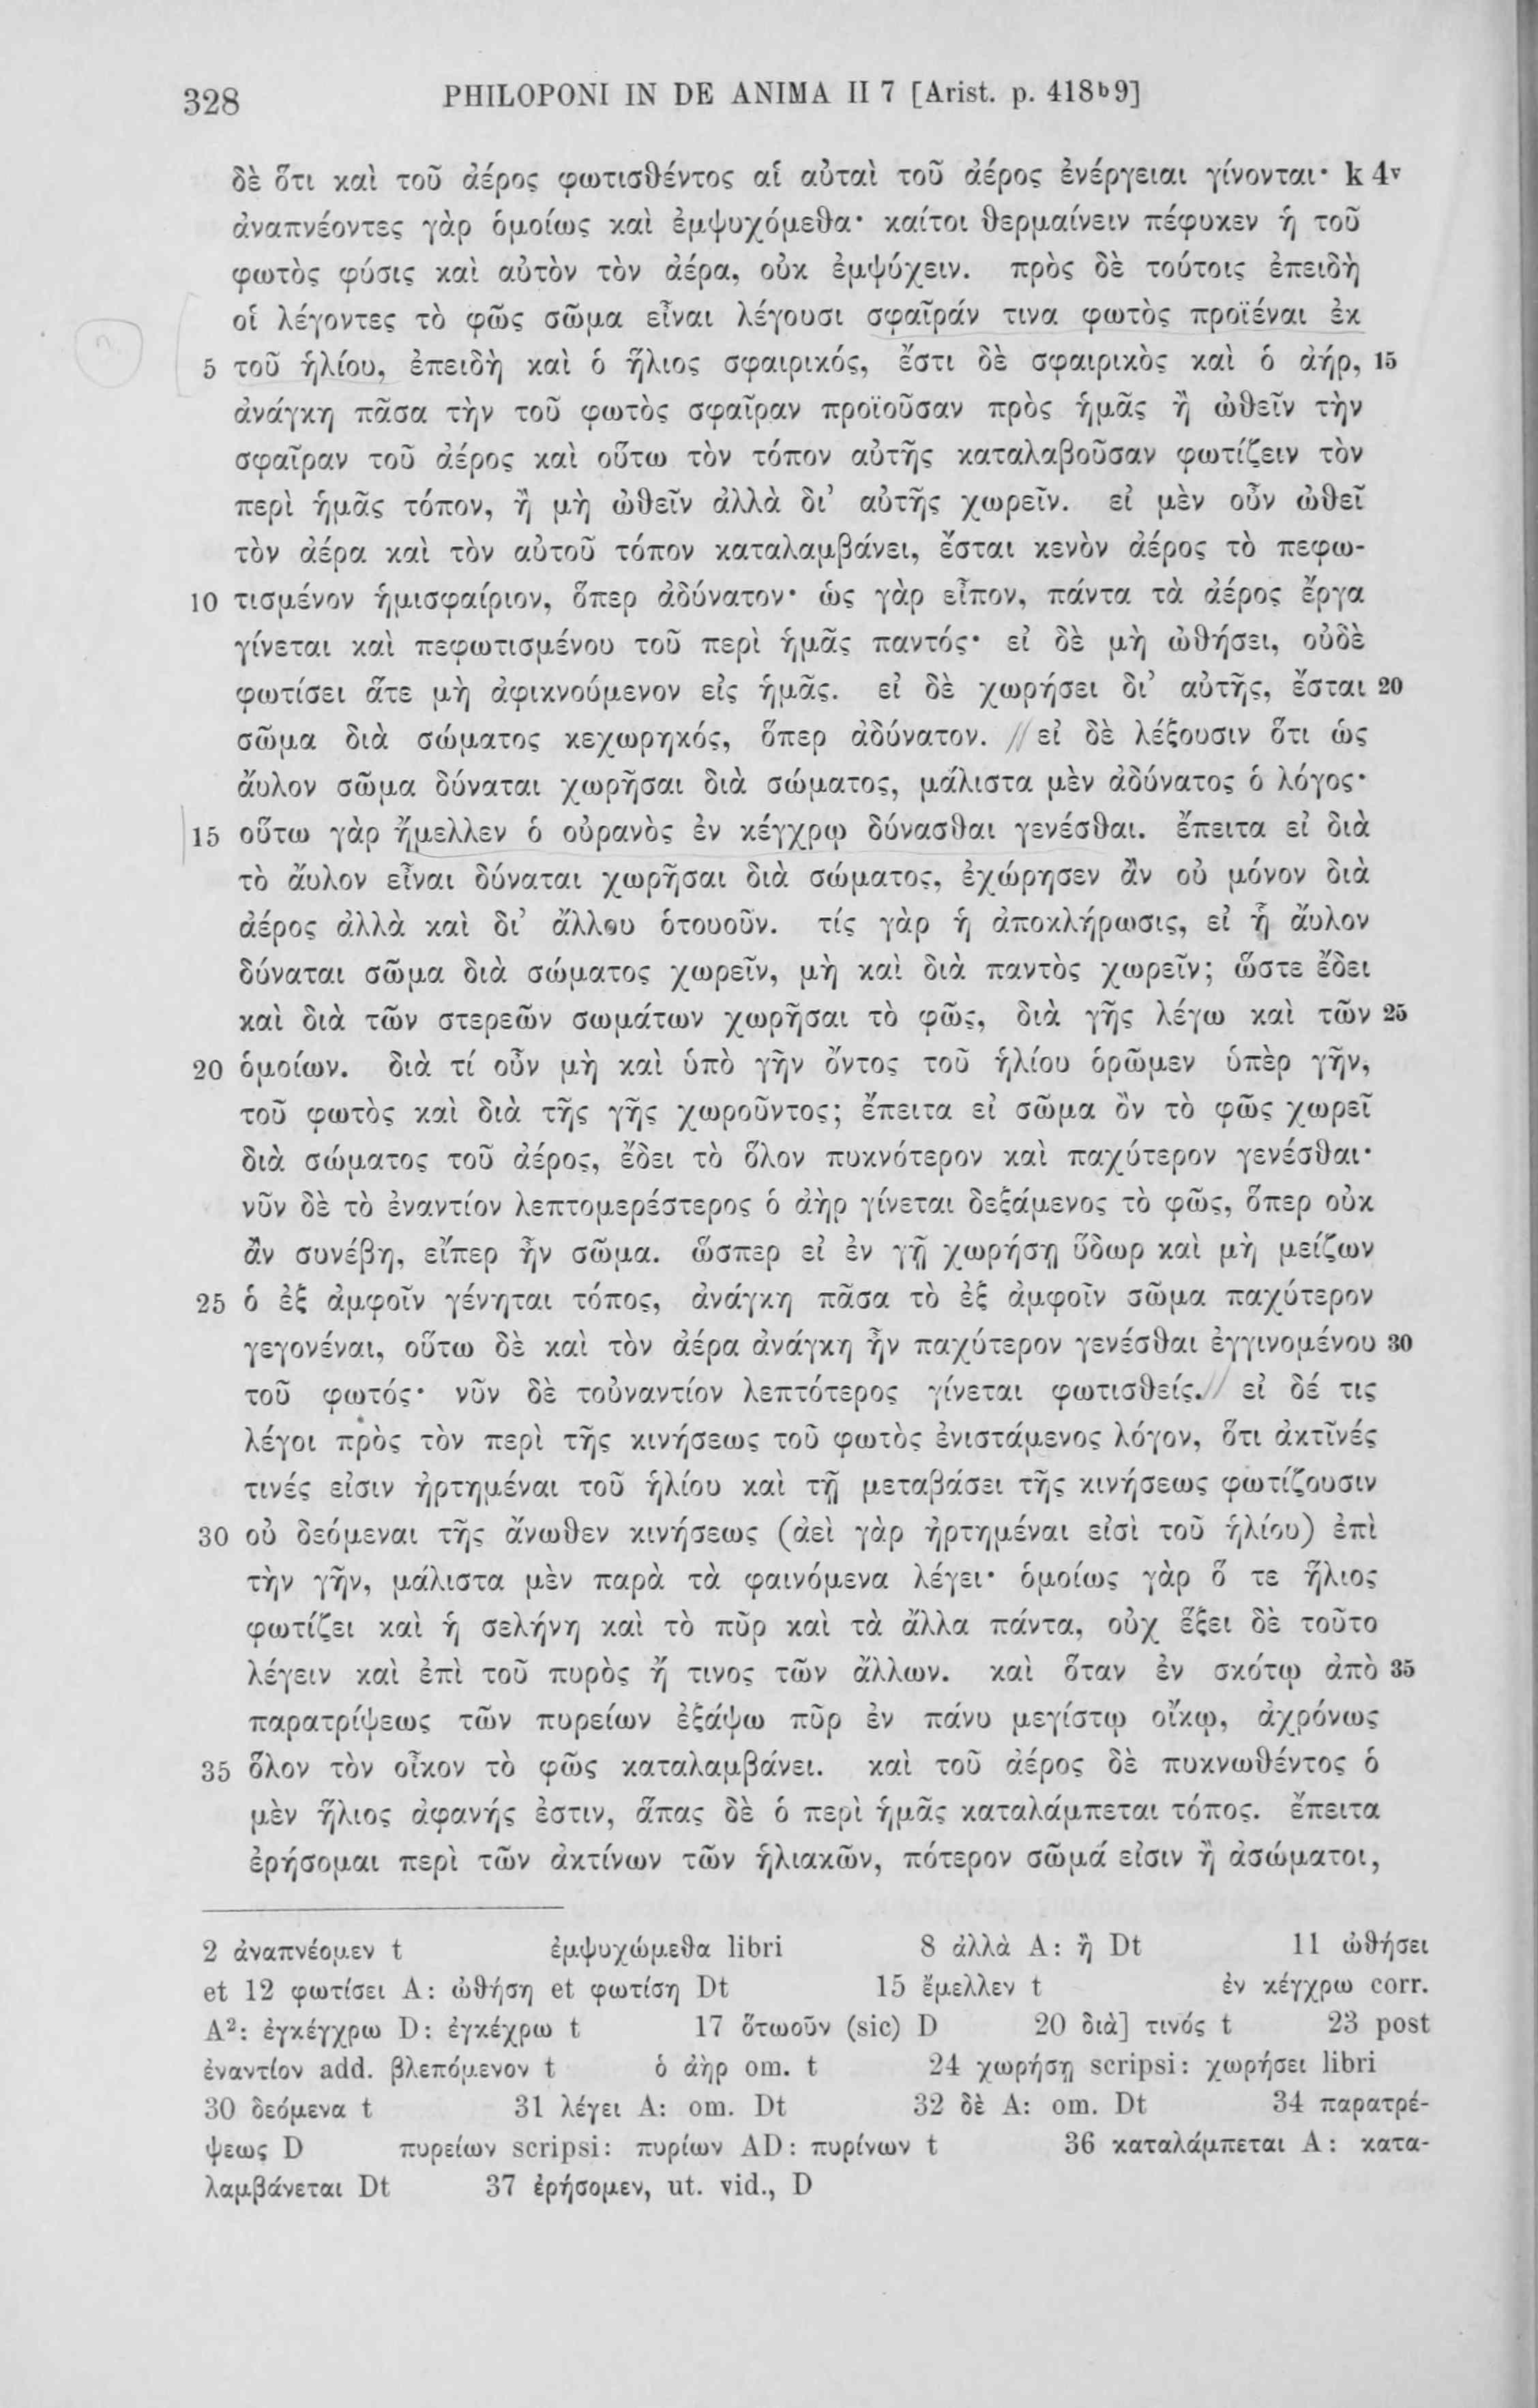 328 PHILOPONI IN DE ANIMA II 7 [Arist. p. 418ᵇ9]
δὲ ὅτι καὶ τοῦ ἀέρος φωτισθέντος αἱ αὐταὶ τοῦ ἀέρος ἐνέργειαι γίνονται· k 4ᵛ
ἀναπνέοντες γὰρ ὁμοίως καὶ ἐμψυχόμεθα· καίτοι θερμαίνειν πέφυκεν ἡ τοῦ
φωτὸς φύσις καὶ αὐτὸν τὸν ἀέρα, οὐκ ἐμψύχειν. πρὸς δὲ τούτοις ἐπειδὴ
οἱ λέγοντες τὸ φῶς σῶμα εἶναι λέγουσι σφαῖράν τινα φωτὸς προϊέναι ἐκ
5 τοῦ ἡλίου, ἐπειδὴ καὶ ὁ ἥλιος σφαιρικός, ἔστι δὲ σφαιρικὸς καὶ ὁ ἀήρ, 15
ἀνάγκη πᾶσα τὴν τοῦ φωτὸς σφαῖραν προϊοῦσαν πρὸς ἡμᾶς ἢ ὠθεῖν τὴν
σφαῖραν τοῦ ἀέρος καὶ οὕτω τὸν τόπον αὐτῆς καταλαβοῦσαν φωτίζειν τὸν
περὶ ἡμᾶς τόπον, ἢ μὴ ὠθεῖν ἀλλὰ δι’ αὐτῆς χωρεῖν. εἰ μὲν οὖν ὠθεῖ
τὸν ἀέρα καὶ τὸν αὐτοῦ τόπον καταλαμβάνει, ἔσται κενὸν ἀέρος τὸ πεφω-
10 τισμένον ἡμισφαίριον, ὅπερ ἀδύνατον· ὡς γὰρ εἶπον, πάντα τὰ ἀέρος ἔργα
γίνεται καὶ πεφωτισμένου τοῦ περὶ ἡμᾶς παντός· εἰ δὲ μὴ ὠθήσει, οὐδὲ
φωτίσει ἅτε μὴ ἀφικνούμενον εἰς ἡμᾶς. εἰ δὲ χωρήσει δι’ αὐτῆς, ἔσται 20
σῶμα διὰ σώματος κεχωρηκός, ὅπερ ἀδύνατον. // εἰ δὲ λέξουσιν ὅτι ὡς
ἄυλον σῶμα δύναται χωρῆσαι διὰ σώματος, μάλιστα μὲν ἀδύνατος ὁ λόγος·
15 οὕτω γὰρ ἤμελλεν ὁ οὐρανὸς ἐν κέγχρῳ δύνασθαι γενέσθαι. ἔπειτα εἰ διὰ
τὸ ἄυλον εἶναι δύναται χωρῆσαι διὰ σώματος, ἐχώρησεν ἂν οὐ μόνον διὰ
ἀέρος ἀλλὰ καὶ δι’ ἄλλου ὁτουοῦν. τίς γὰρ ἡ ἀποκλήρωσις, εἰ ᾗ ἄυλον
δύναται σῶμα διὰ σώματος χωρεῖν, μὴ καὶ διὰ παντὸς χωρεῖν; ὥστε ἔδει
καὶ διὰ τῶν στερεῶν σωμάτων χωρῆσαι τὸ φῶς, διὰ γῆς λέγω καὶ τῶν 25
20 ὁμοίων. διὰ τί οὖν μὴ καὶ ὑπὸ γῆν ὄντος τοῦ ἡλίου ὁρῶμεν ὑπὲρ γῆν,
τοῦ φωτὸς καὶ διὰ τῆς γῆς χωροῦντος; ἔπειτα εἰ σῶμα ὂν τὸ φῶς χωρεῖ
διὰ σώματος τοῦ ἀέρος, ἔδει τὸ ὅλον πυκνότερον καὶ παχύτερον γενέσθαι·
νῦν δὲ τὸ ἐναντίον λεπτομερέστερος ὁ ἀὴρ γίνεται δεξάμενος τὸ φῶς, ὅπερ οὐκ
ἂν συνέβη, εἴπερ ἦν σῶμα. ὥσπερ εἰ ἐν γῇ χωρήσῃ ὕδωρ καὶ μὴ μείζων
25 ὁ ἐξ ἀμφοῖν γένηται τόπος, ἀνάγκη πᾶσα τὸ ἐξ ἀμφοῖν σῶμα παχύτερον
γεγονέναι, οὕτω δὲ καὶ τὸν ἀέρα ἀνάγκη ἦν παχύτερον γενέσθαι ἐγγινομένου 30
τοῦ φωτός· νῦν δὲ τοὐναντίον λεπτότερος γίνεται φωτισθείς. // εἰ δέ τις
λέγοι πρὸς τὸν περὶ τῆς κινήσεως τοῦ φωτὸς ἐνιστάμενος λόγον, ὅτι ἀκτῖνές
τινές εἰσιν ἠρτημέναι τοῦ ἡλίου καὶ τῇ μεταβάσει τῆς κινήσεως φωτίζουσιν
30 οὐ δεόμεναι τῆς ἄνωθεν κινήσεως (ἀεὶ γὰρ ἠρτημέναι εἰσὶ τοῦ ἡλίου) ἐπὶ
τὴν γῆν, μάλιστα μὲν παρὰ τὰ φαινόμενα λέγει· ὁμοίως γὰρ ὅ τε ἥλιος
φωτίζει καὶ ἡ σελήνη καὶ τὸ πῦρ καὶ τὰ ἄλλα πάντα, οὐχ ἕξει δὲ τοῦτο
λέγειν καὶ ἐπὶ τοῦ πυρὸς ἤ τινος τῶν ἄλλων. καὶ ὅταν ἐν σκότῳ ἀπὸ 35
παρατρίψεως τῶν πυρείων ἐξάψω πῦρ ἐν πάνυ μεγίστῳ οἴκῳ, ἀχρόνως
35 ὅλον τὸν οἶκον τὸ φῶς καταλαμβάνει. καὶ τοῦ ἀέρος δὲ πυκνωθέντος ὁ
μὲν ἥλιος ἀφανής ἐστιν, ἅπας δὲ ὁ περὶ ἡμᾶς καταλάμπεται τόπος. ἔπειτα
ἐρήσομαι περὶ τῶν ἀκτίνων τῶν ἡλιακῶν, πότερον σῶμά εἰσιν ἢ ἀσώματοι,
2 ἀναπνέομεν t ἐμψυχώμεθα libri 8 ἀλλὰ A: ἢ Dt 11 ὠθήσει
et 12 φωτίσει A: ὠθήση et φωτίση Dt 15 ἔμελλεν t ἐν κέγχρω corr.
A²: ἐγκέγχρω D: ἐγκέχρω t 17 ὅτωοῦν (sic) D 20 διὰ] τινός t 23 post
ἐναντίον add. βλεπόμενον t ὁ ἀὴρ om. t 24 χωρήσῃ scripsi: χωρήσει libri
30 δεόμενα t 31 λέγει A: om. Dt 32 δὲ A: om. Dt 34 παρατρέ-
ψεως D πυρείων scripsi: πυρίων AD: πυρίνων t 36 καταλάμπεται A: κατα-
λαμβάνεται Dt 37 ἐρήσομεν, ut. vid., D